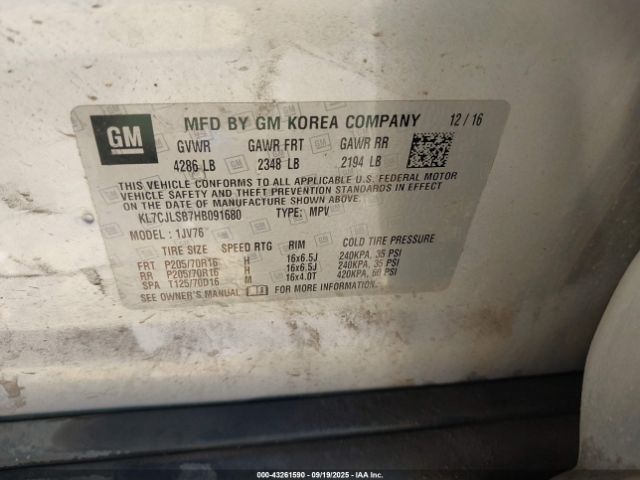 GM
MFD BY GM KOREA COMPANY 12/16
GVWR GAWR FRT GAWR RR
4286 LB 2348 LB 2194 LB
THIS VEHICLE CONFORMS TO ALL APPLICABLE U.S. FEDERAL MOTOR
VEHICLE SAFETY AND THEFT PREVENTION STANDARDS IN EFFECT
ON THE DATE OF MANUFACTURE SHOWN ABOVE.
KL7CJLSB7HB091680 TYPE: MPV
MODEL: 1JV76
TIRE SIZE SPEED RTG RIM COLD TIRE PRESSURE
FRT P205/70R16 H 16x6.5J 240KPA, 35 PSI
RR P205/70R16 H 16x6.5J 240KPA, 35 PSI
SPA T125/70D16 M 16x4.0T 420KPA, 60 PSI
SEE OWNER'S MANUAL FOR MORE INFORMATION.
000-43261590 - 09/19/2025 - IAAI.COM